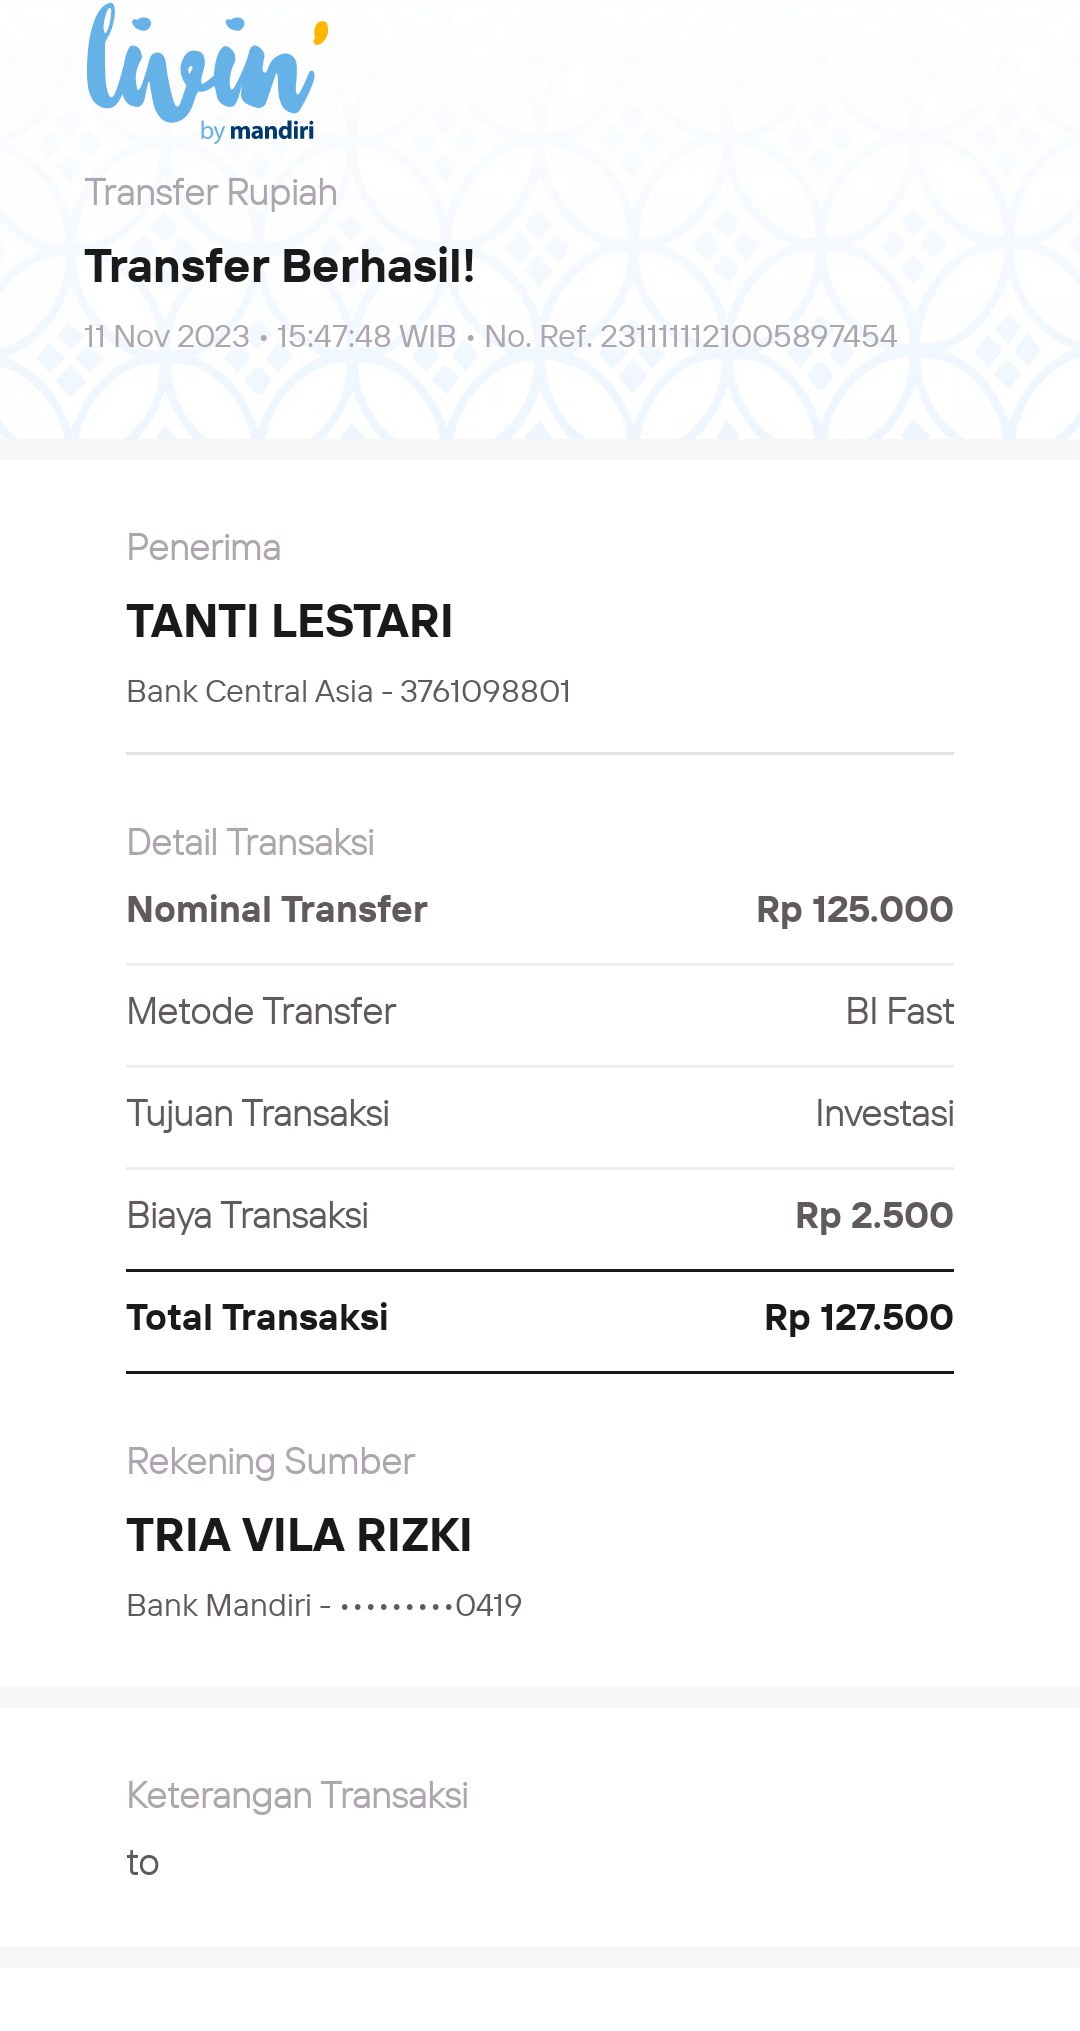 livin'
by mandiri
Transfer Rupiah
Transfer Berhasil!
11 Nov 2023 • 15:47:48 WIB • No. Ref. 2311111121005897454
Penerima
TANTI LESTARI
Bank Central Asia - 3761098801
Detail Transaksi
Nominal Transfer Rp 125.000
Metode Transfer BI Fast
Tujuan Transaksi Investasi
Biaya Transaksi Rp 2.500
Total Transaksi Rp 127.500
Rekening Sumber
TRIA VILA RIZKI
Bank Mandiri - •••••••••0419
Keterangan Transaksi
to